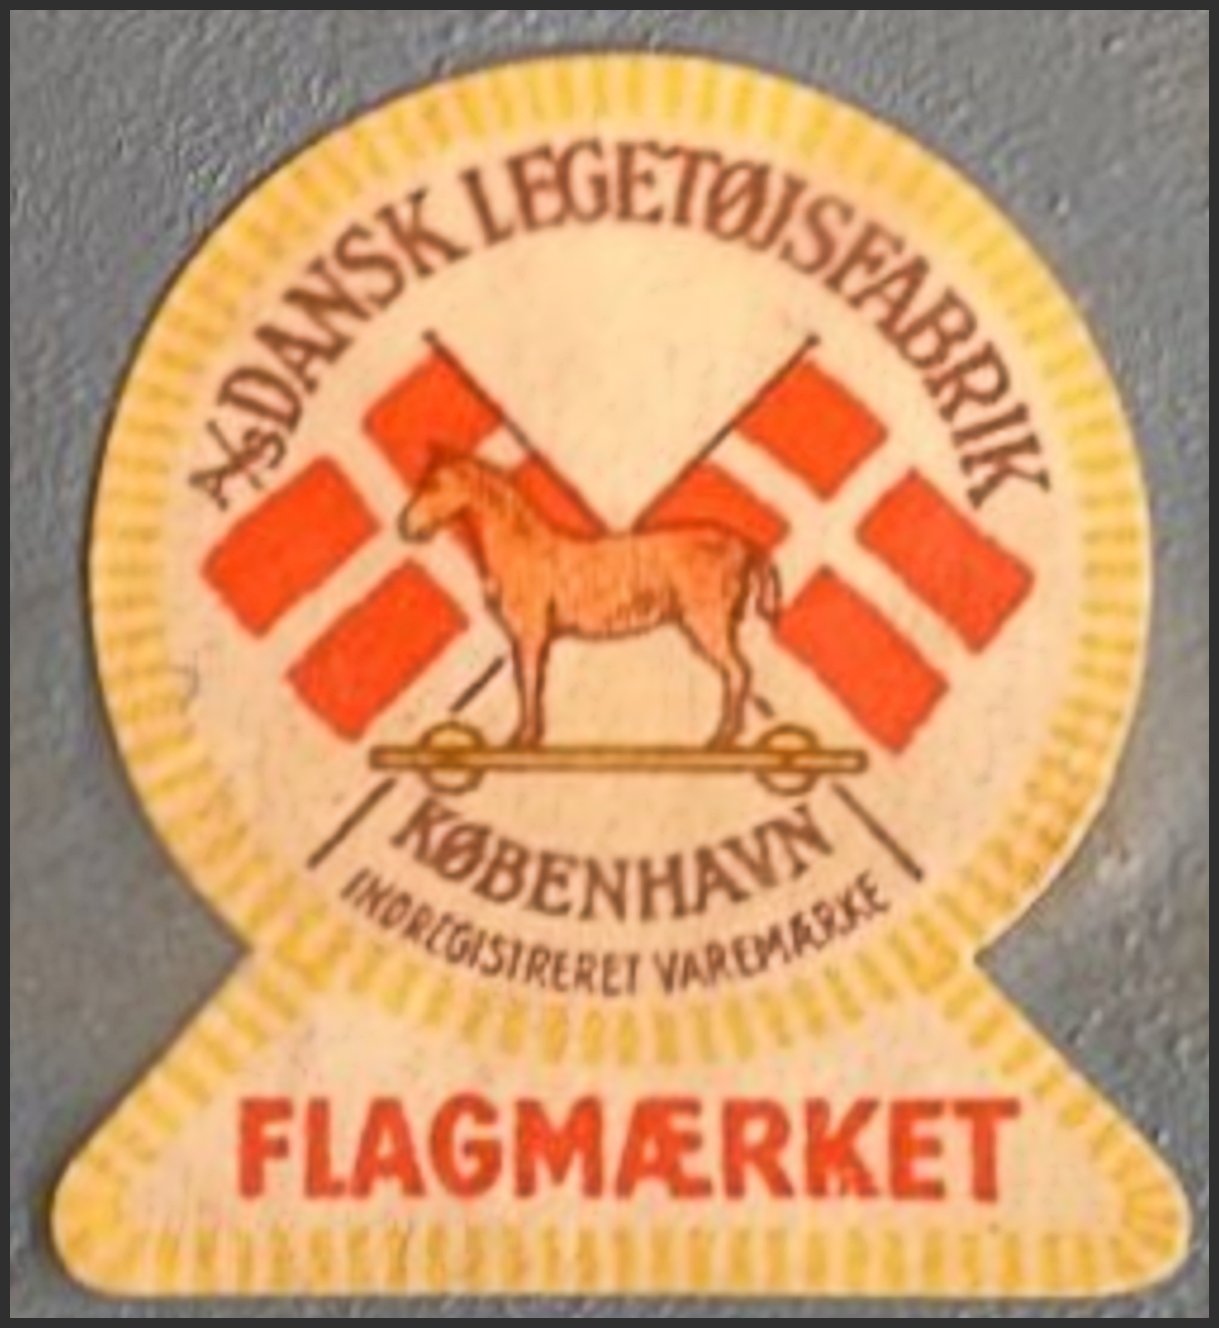 A/S DANSK LEGETØJSFABRIK
KØBENHAVN
INDREGISTRERET VAREMÆRKE
FLAGMÆRKET